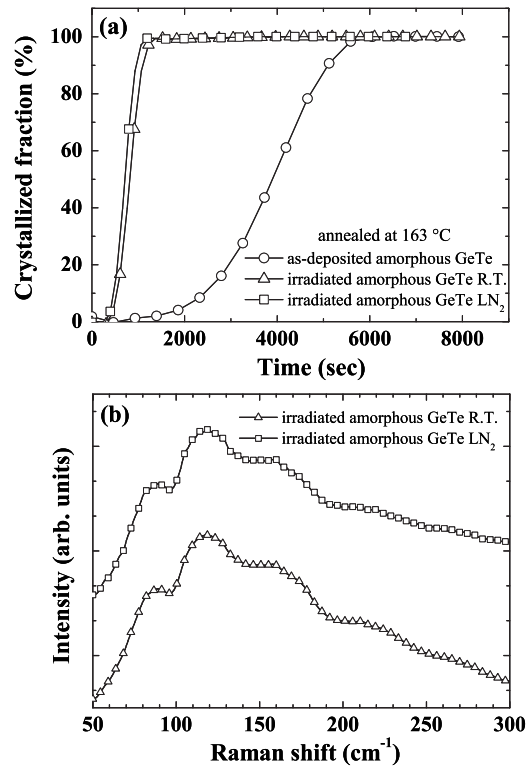 (a)
Crystallized fraction (%)
100
80
60
40
20
0
annealed at 163 °C
as-deposited amorphous GeTe
irradiated amorphous GeTe R.T.
irradiated amorphous GeTe LN2
0 2000 4000 6000 8000
Time (sec)
(b)
Intensity (arb. units)
irradiated amorphous GeTe R.T.
irradiated amorphous GeTe LN2
50 100 150 200 250 300
Raman shift (cm-1)